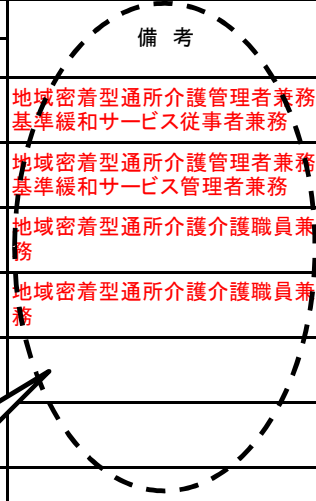 備考
地域密着型通所介護管理者兼務
基準緩和サービス従事者兼務
地域密着型通所介護管理者兼務
基準緩和サービス管理者兼務
地域密着型通所介護介護職員兼
務
地域密着型通所介護介護職員兼
務